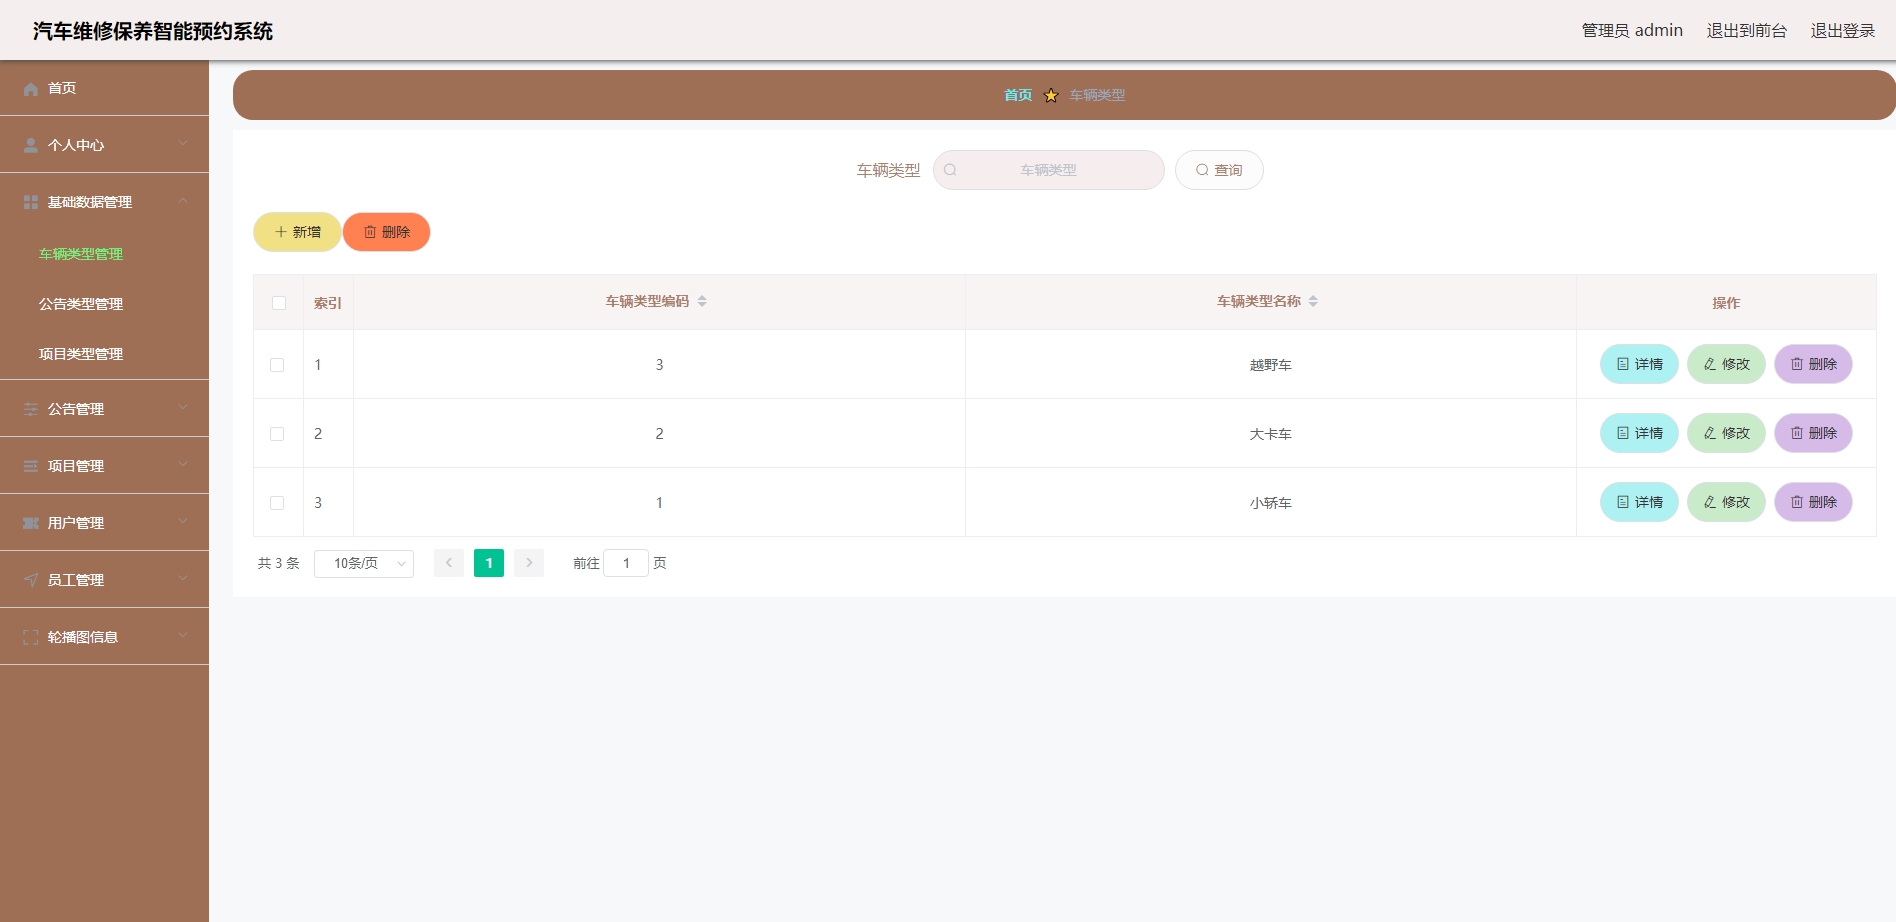 汽车维修保养智能预约系统
管理员 admin 退出到前台 退出登录
首页
个人中心
基础数据管理
车辆类型管理
公告类型管理
项目类型管理
公告管理
项目管理
用户管理
员工管理
轮播图信息
首页 车辆类型
车辆类型 车辆类型 查询
新增 删除
索引 车辆类型编码 车辆类型名称 操作
1 3 越野车 详情 修改 删除
2 2 大卡车 详情 修改 删除
3 1 小轿车 详情 修改 删除
共 3 条 10条/页 1 前往 1 页